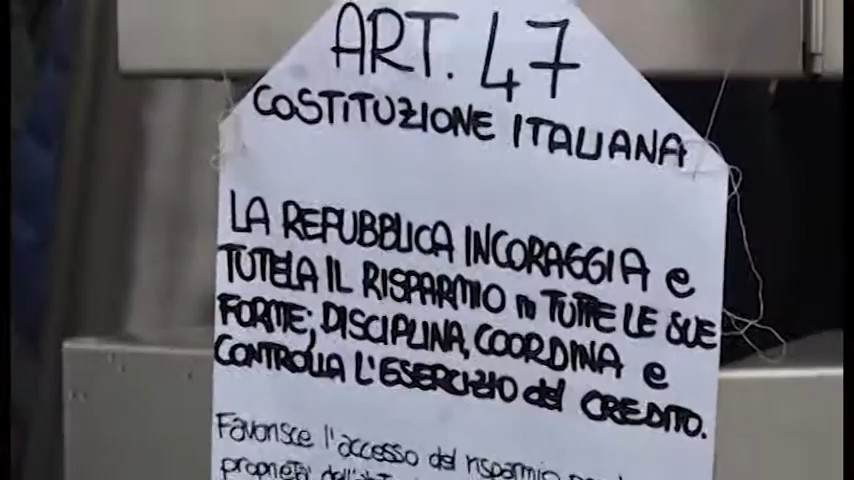 ART. 47
COSTITUZIONE ITALIANA
LA REPUBBLICA INCORAGGIA e
TUTELA IL RISPARMIO in TUTTE LE SUE
FORME; DISCIPLINA, COORDINA e
CONTROLLA L'ESERCIZIO del CREDITO.
Favorisce l'accesso del risparmio
proprietà